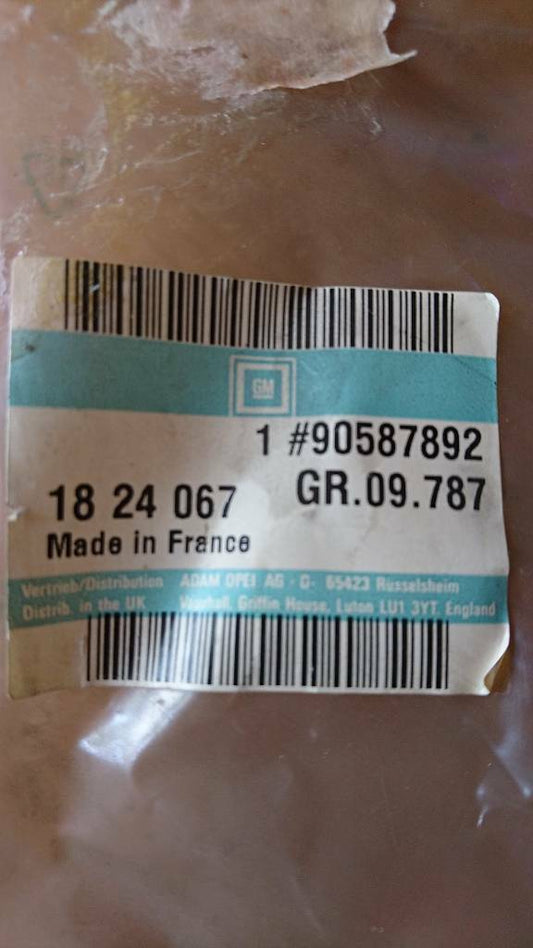 GM
1 #90587892
18 24 067 GR.09.787
Made in France
Vertrieb/Distribution ADAM OPEL AG · G- 65423 Rüsselsheim
Distrib. in the UK Vauxhall, Griffin House, Luton LU1 3YT. England